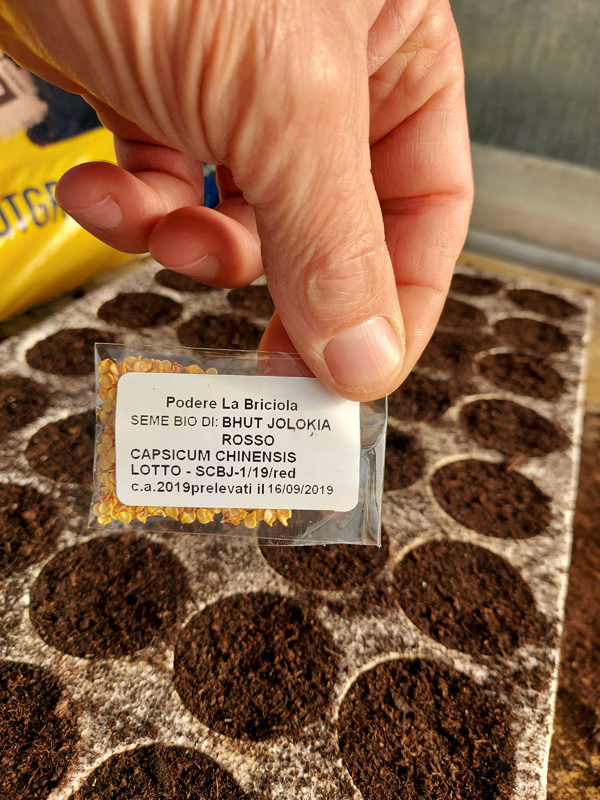 Podere La Briciola
SEME BIO DI: BHUT JOLOKIA
ROSSO
CAPSICUM CHINENSIS
LOTTO - SCBJ-1/19/red
c.a.2019prelevati il 16/09/2019